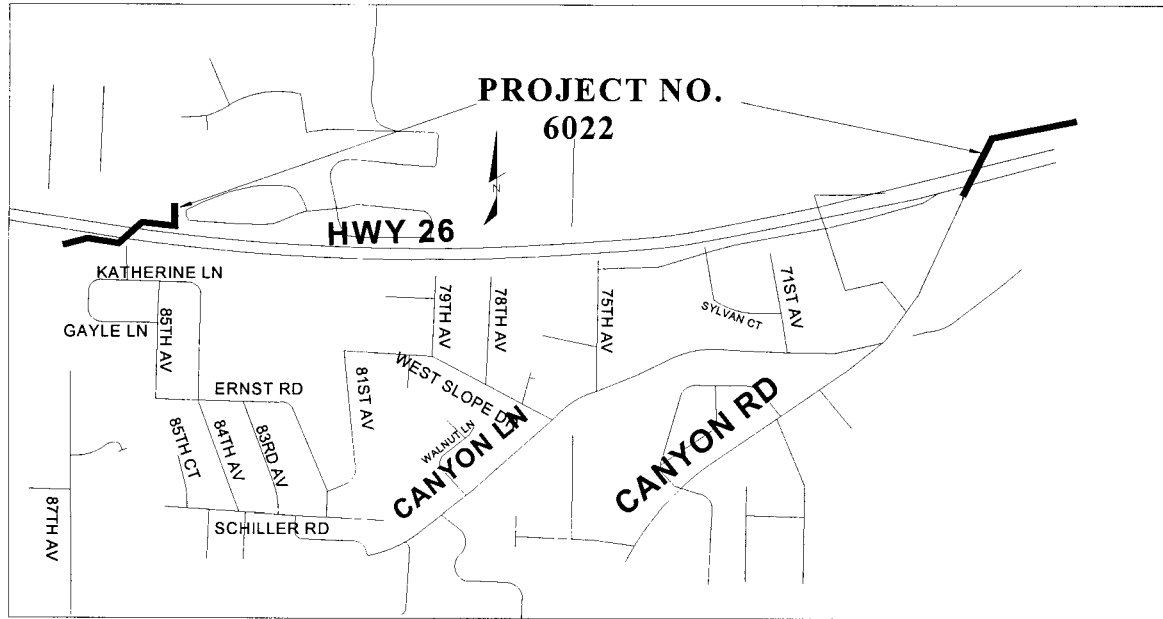 PROJECT NO.
6022
N
HWY 26
KATHERINE LN
GAYLE LN
85TH AV
79TH AV
78TH AV
75TH AV
SYLVAN CT
71ST AV
ERNST RD
81ST AV
WEST SLOPE DR
WALNUT LN
CANYON LN
CANYON RD
85TH CT
84TH AV
83RD AV
87TH AV
SCHILLER RD